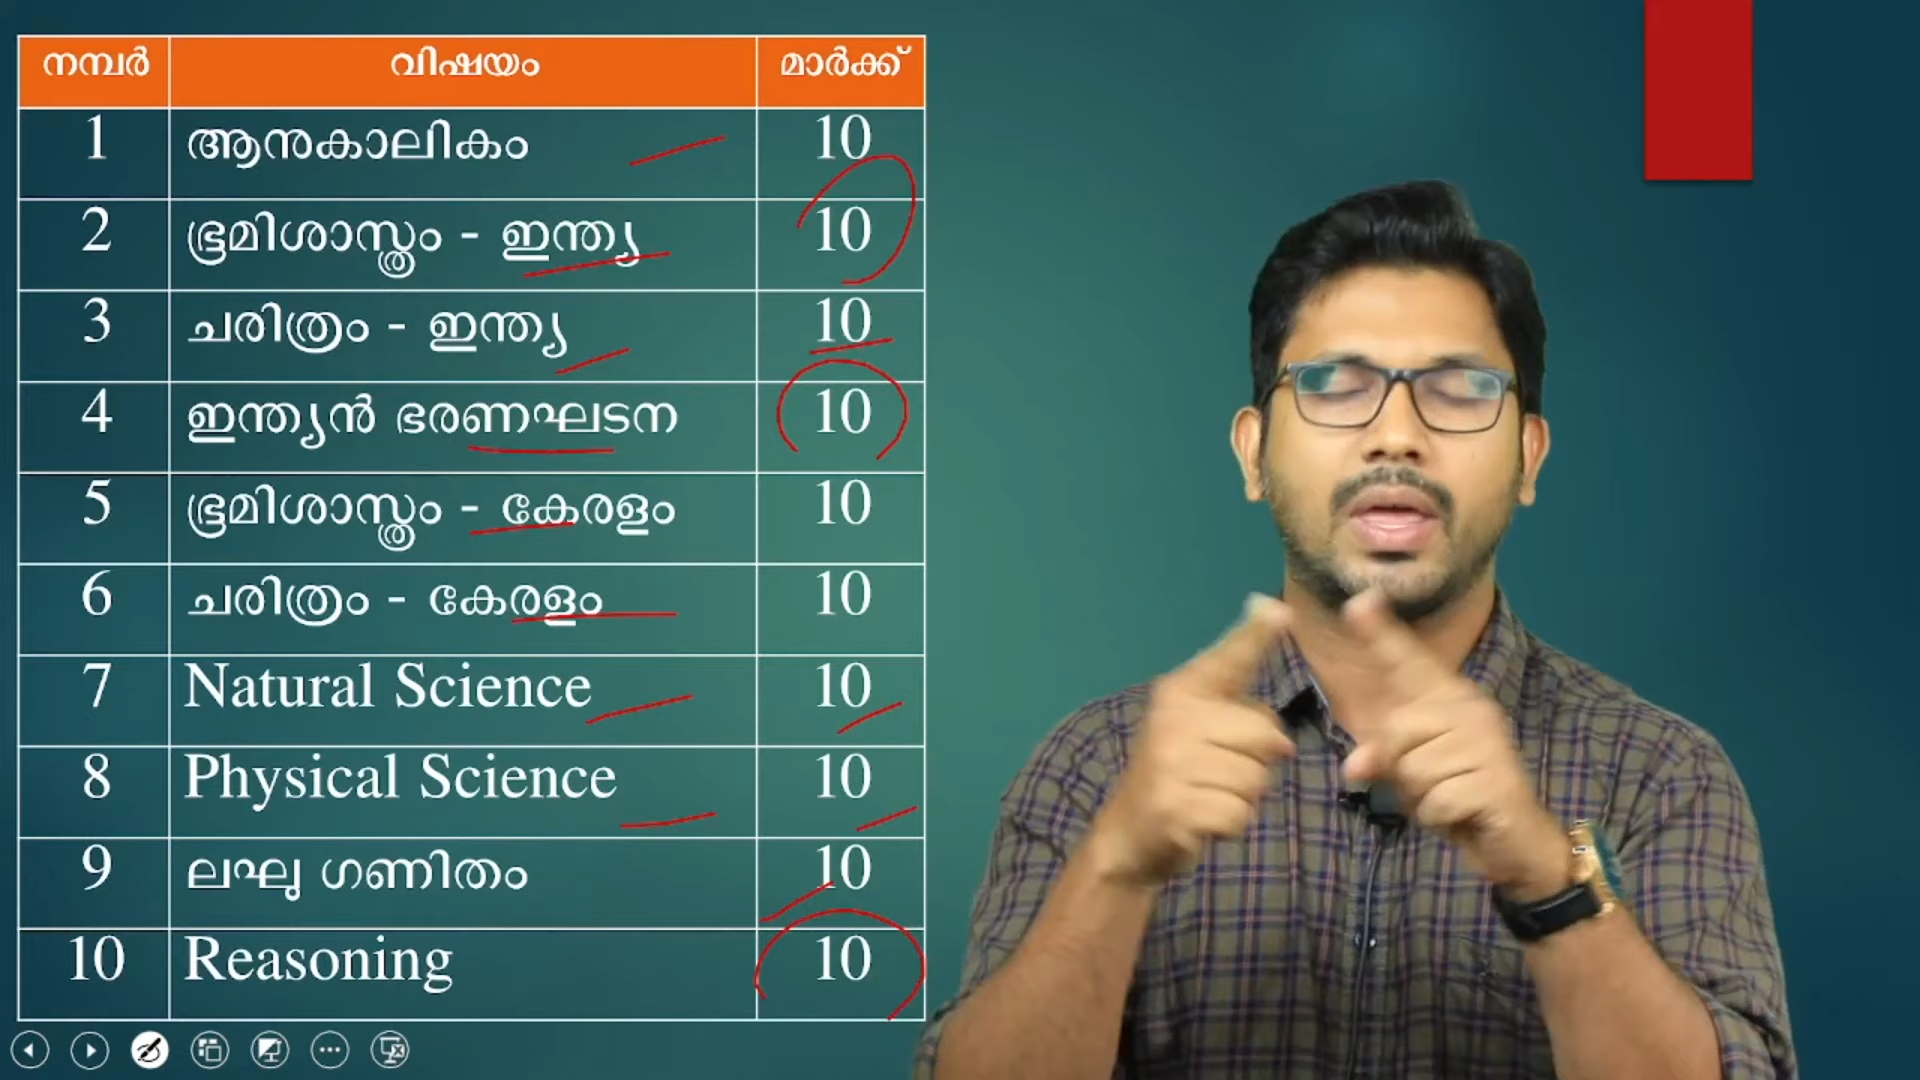 നമ്പർ വിഷയം മാർക്ക്
1 ആനുകാലികം 10
2 ഭൂമിശാസ്ത്രം - ഇന്ത്യ 10
3 ചരിത്രം - ഇന്ത്യ 10
4 ഇന്ത്യൻ ഭരണഘടന 10
5 ഭൂമിശാസ്ത്രം - കേരളം 10
6 ചരിത്രം - കേരളം 10
7 Natural Science 10
8 Physical Science 10
9 ലഘു ഗണിതം 10
10 Reasoning 10